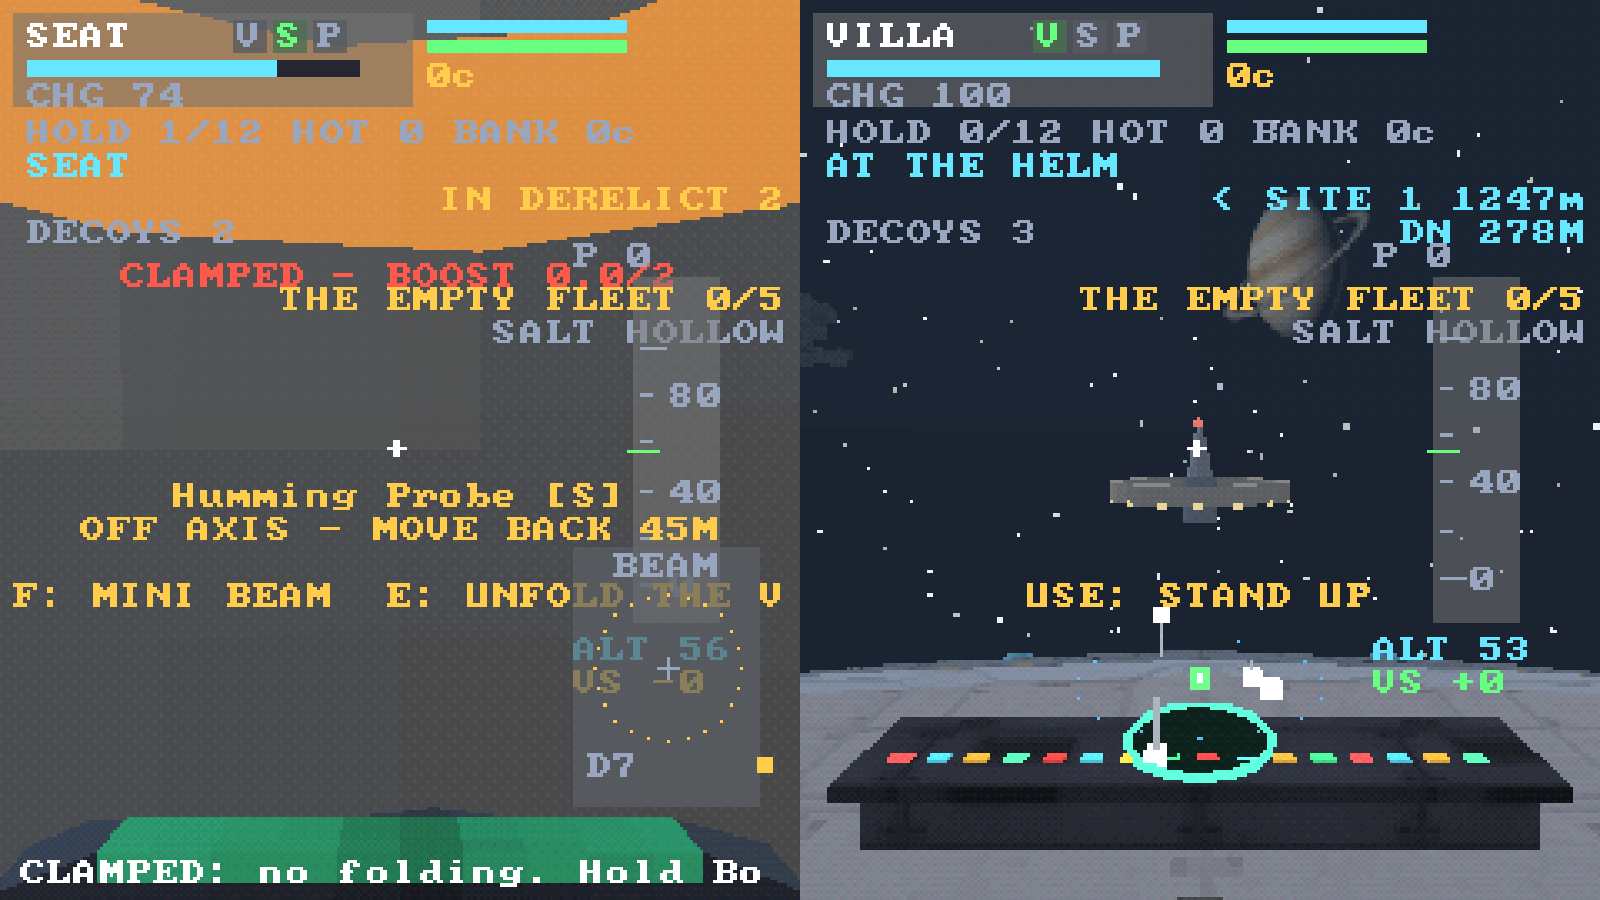 SEAT V S P
0c
CHG 74
HOLD 1/12 HOT 0 BANK 0c
SEAT
IN DERELICT 2
DECOYS 2
P 0
CLAMPED - BOOST 0.0/2
THE EMPTY FLEET 0/5
SALT HOLLOW
80
Humming Probe [S]
40
OFF AXIS - MOVE BACK 45M
BEAM
F: MINI BEAM E: UNFOLD THE V
ALT 56
VS -0
D7
CLAMPED: no folding. Hold Bo
VILLA V S P
0c
CHG 100
HOLD 0/12 HOT 0 BANK 0c
AT THE HELM
< SITE 1 1247m
DECOYS 3
DN 278M
P 0
THE EMPTY FLEET 0/5
SALT HOLLOW
80
40
0
USE: STAND UP
ALT 53
VS +0